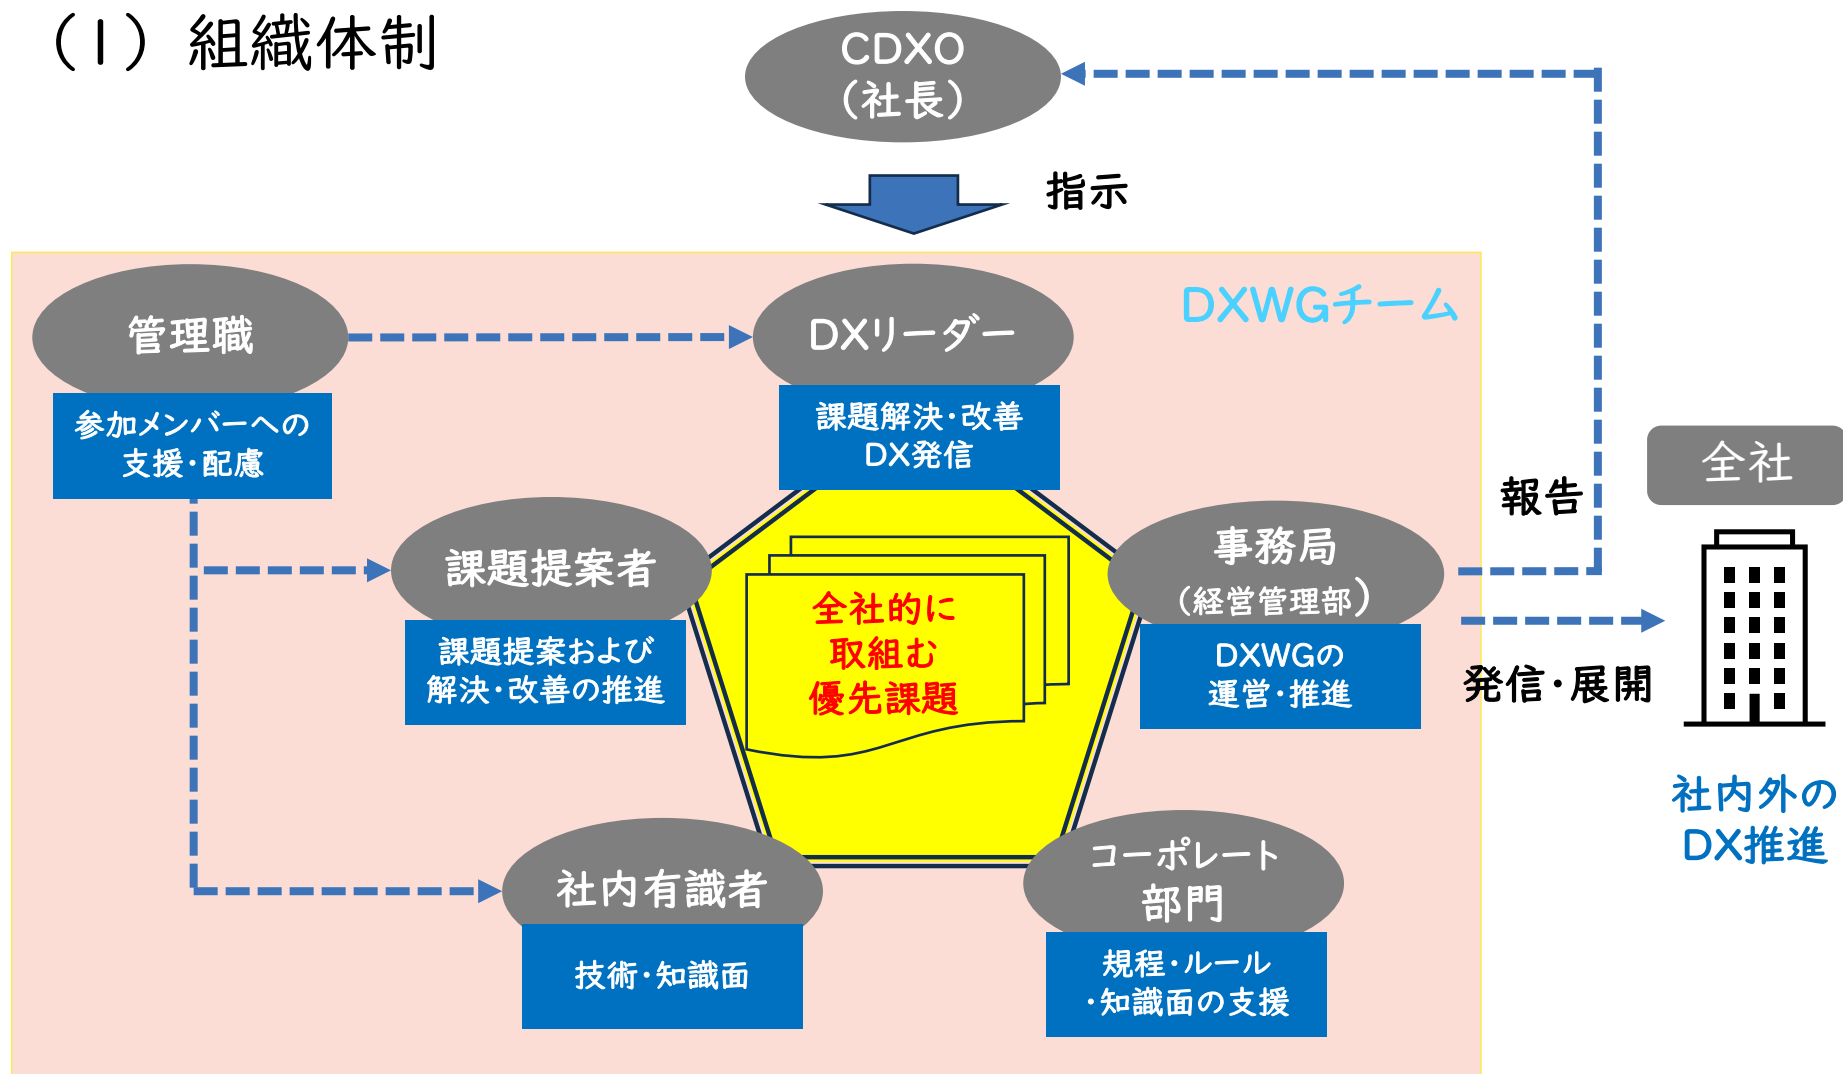 （1）組織体制
CDXO
（社長）
指示
DXWGチーム
管理職
参加メンバーへの
支援・配慮
DXリーダー
課題解決・改善
DX発信
課題提案者
課題提案および
解決・改善の推進
全社的に
取組む
優先課題
事務局
（経営管理部）
DXWGの
運営・推進
報告
発信・展開
全社
社内外の
DX推進
社内有識者
技術・知識面
コーポレート
部門
規程・ルール
・知識面の支援